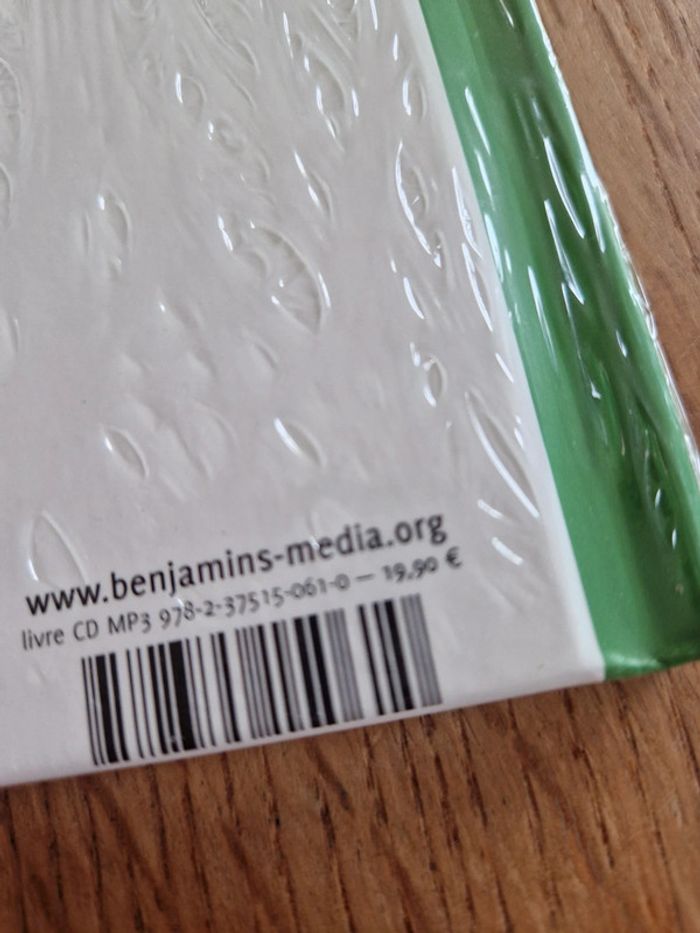 www.benjamins-media.org
livre CD MP3 978-2-37515-061-0 – 19,90 €